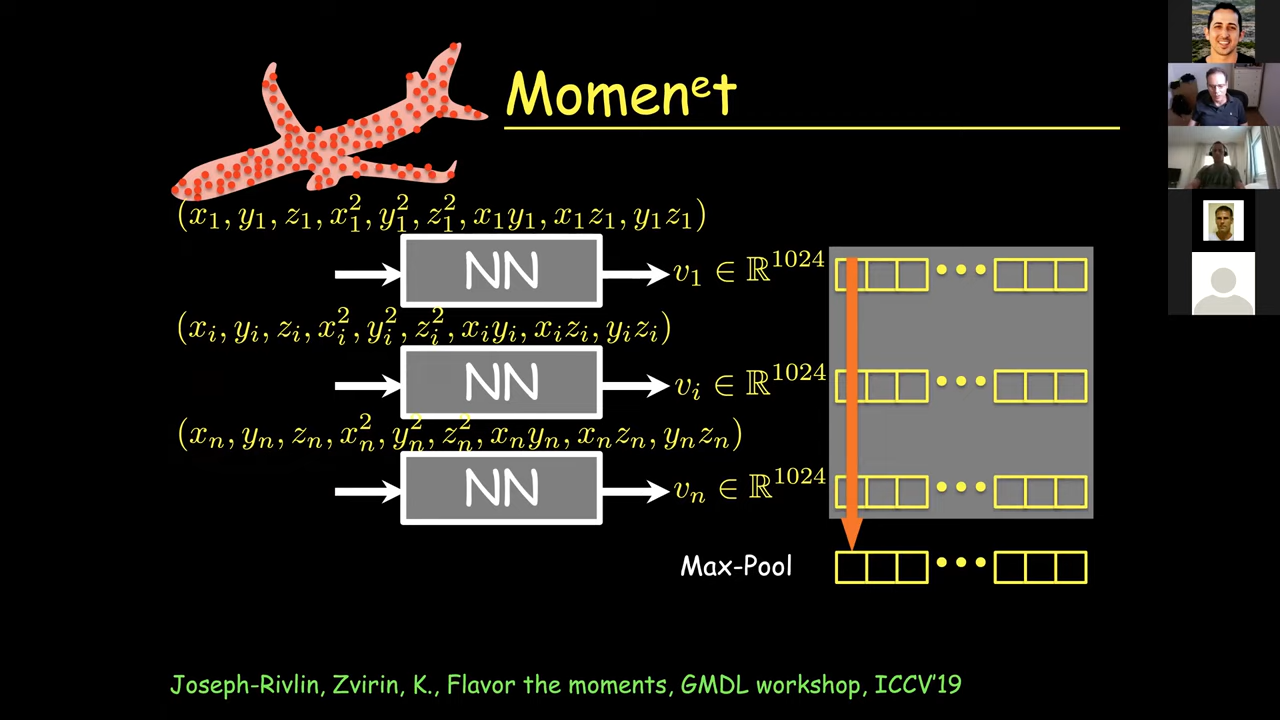 Momenet
(x₁, y₁, z₁, x₁², y₁², z₁², x₁y₁, x₁z₁, y₁z₁)
NN
v₁ ∈ ℝ¹⁰²⁴
(xᵢ, yᵢ, zᵢ, xᵢ², yᵢ², zᵢ², xᵢyᵢ, xᵢzᵢ, yᵢzᵢ)
NN
vᵢ ∈ ℝ¹⁰²⁴
(xₙ, yₙ, zₙ, xₙ², yₙ², zₙ², xₙyₙ, xₙzₙ, yₙzₙ)
NN
vₙ ∈ ℝ¹⁰²⁴
Max-Pool
Joseph-Rivlin, Zvirin, K., Flavor the moments, GMDL workshop, ICCV'19